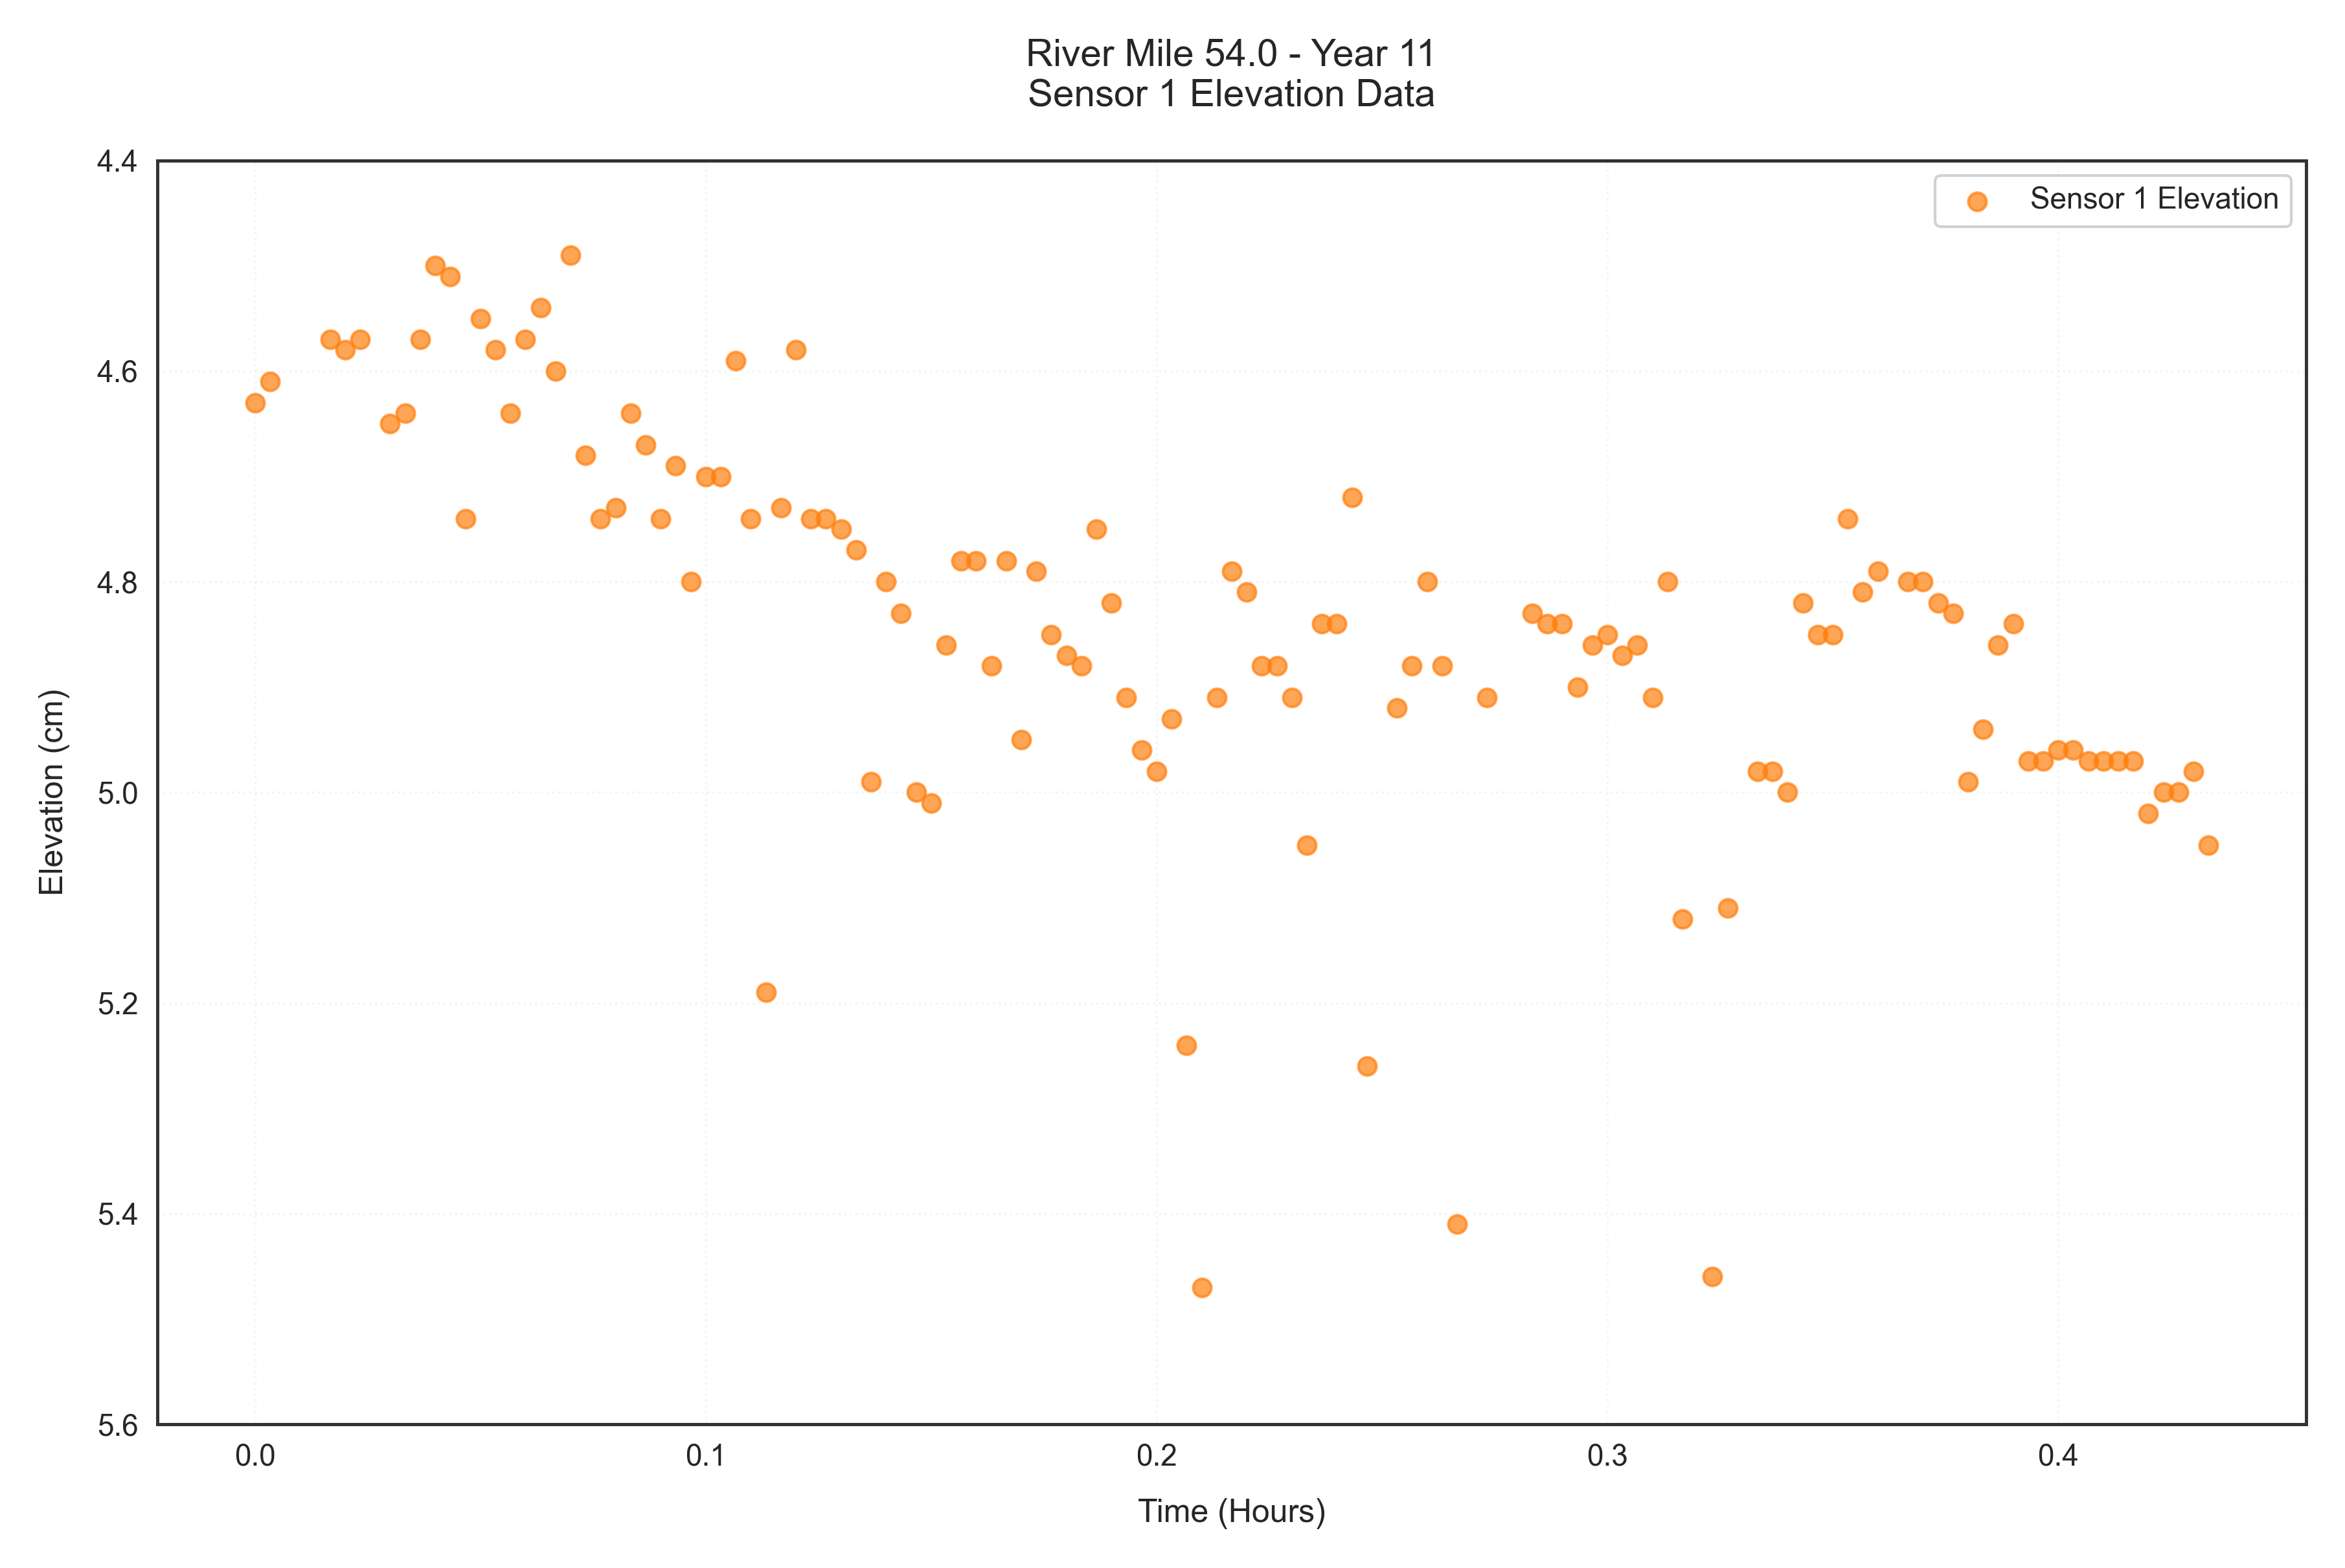 River Mile 54.0 - Year 11
Sensor 1 Elevation Data
Sensor 1 Elevation
Elevation (cm)
4.4
4.6
4.8
5.0
5.2
5.4
5.6
0.0 0.1 0.2 0.3 0.4
Time (Hours)